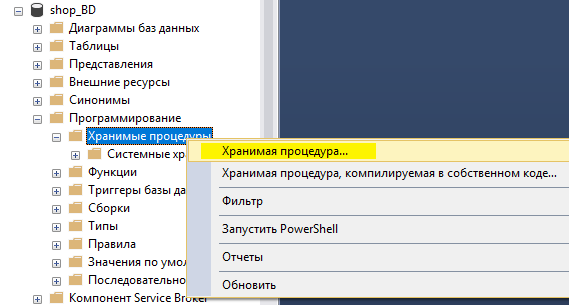 shop_BD
Диаграммы баз данных
Таблицы
Представления
Внешние ресурсы
Синонимы
Программирование
Хранимые процедуры
Хранимая процедура...
Системные хр
Хранимая процедура, компилируемая в собственном коде...
Функции
Фильтр
Триггеры базы да
Сборки
Запустить PowerShell
Типы
Правила
Отчеты
Значения по умол
Последовательно
Обновить
Компонент Service Broker